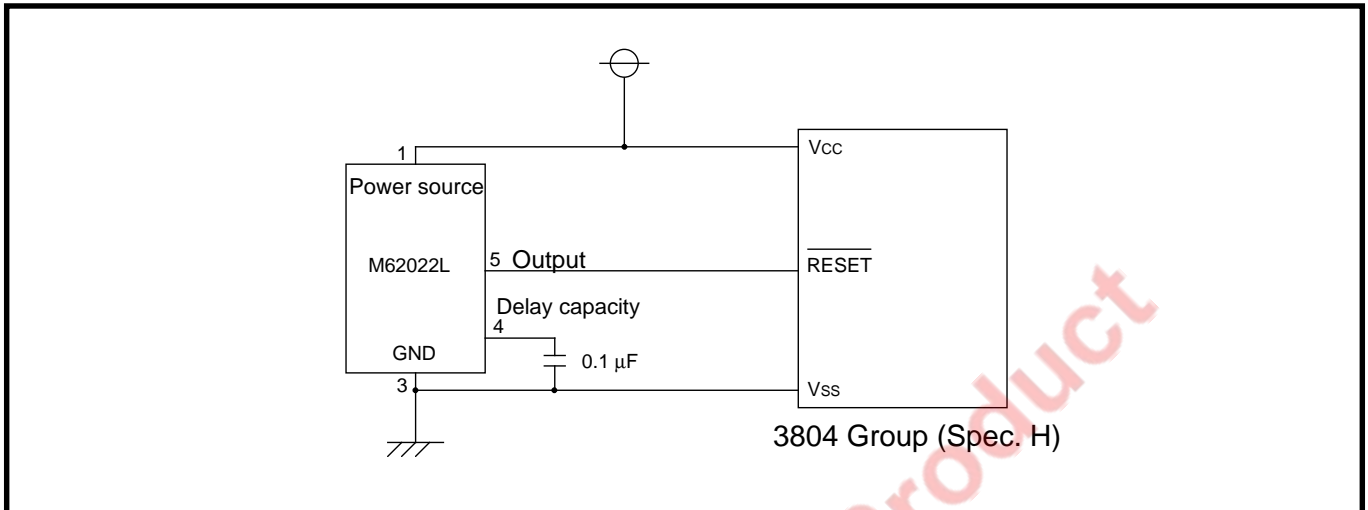 1
Vcc
Power source
M62022L
5 Output
RESET
Delay capacity
4
0.1 μF
GND
3
Vss
3804 Group (Spec. H)
roduct